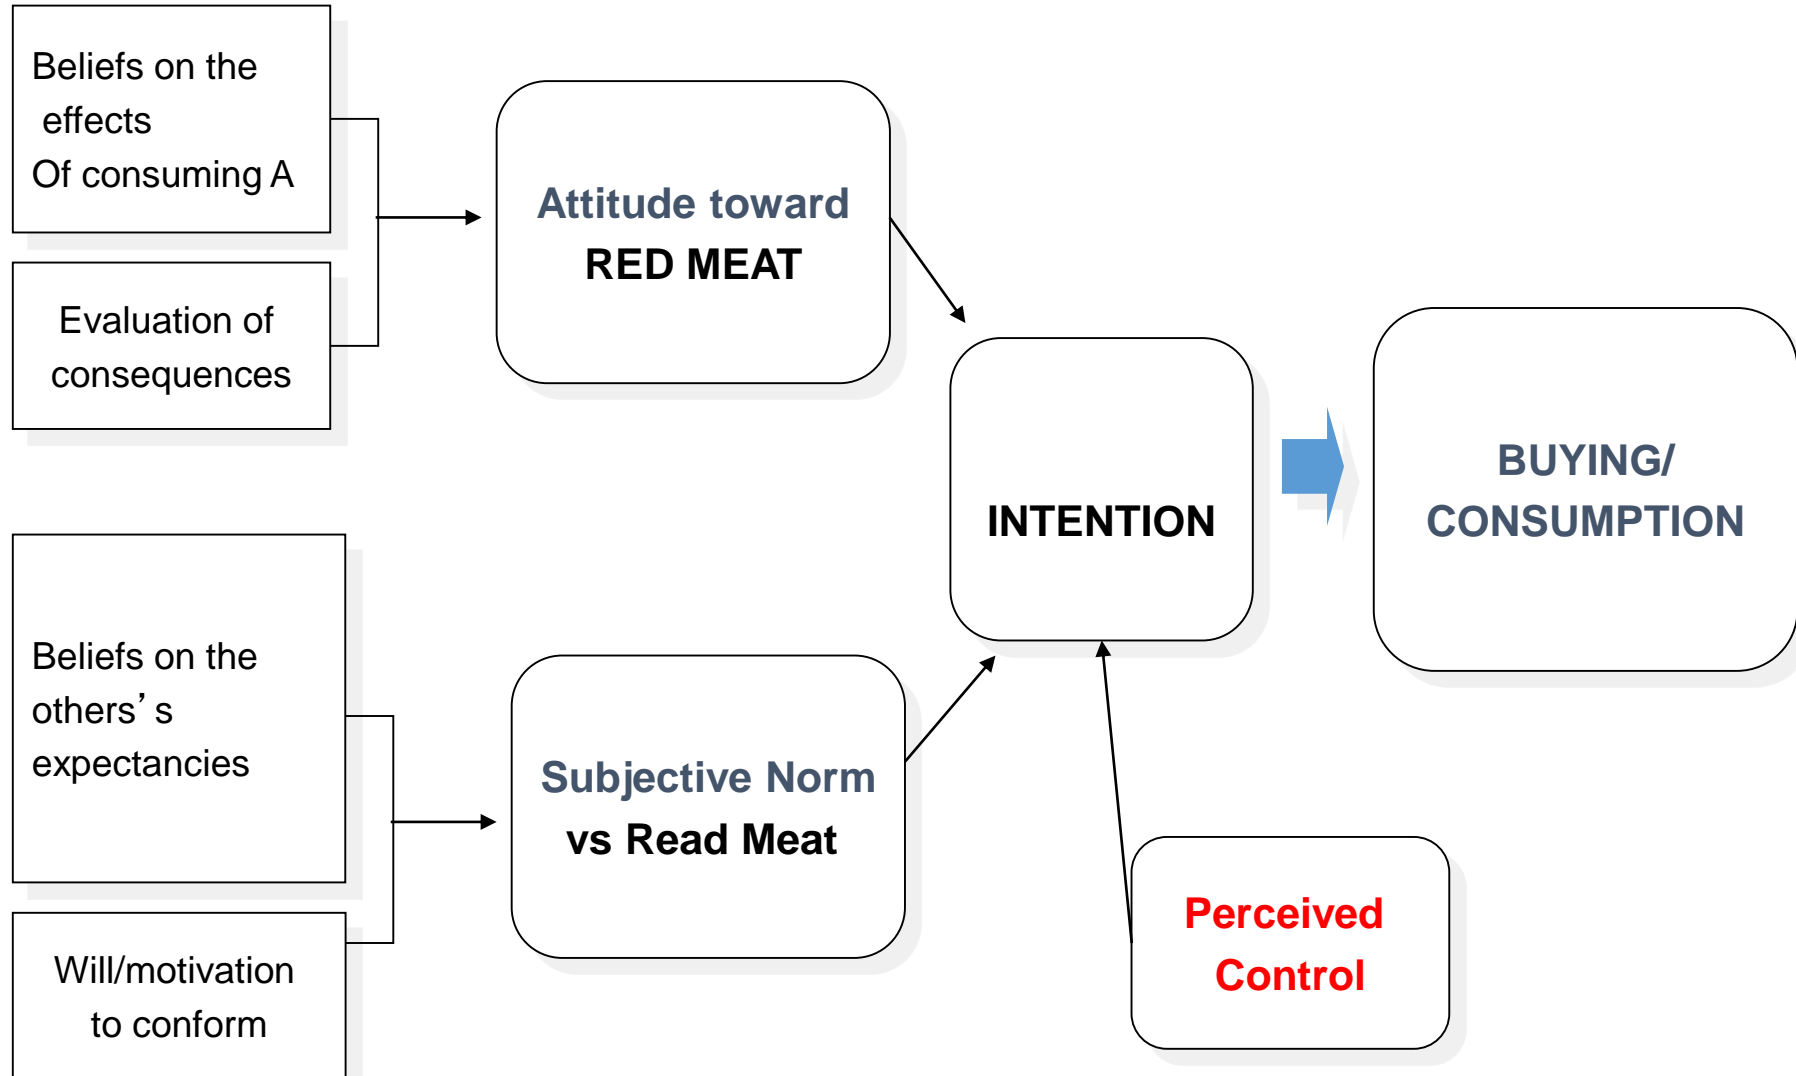 Beliefs on the
effects
Of consuming A
Evaluation of
consequences
Attitude toward
RED MEAT
INTENTION
BUYING/
CONSUMPTION
Beliefs on the
others’ s
expectancies
Will/motivation
to conform
Subjective Norm
vs Read Meat
Perceived
Control